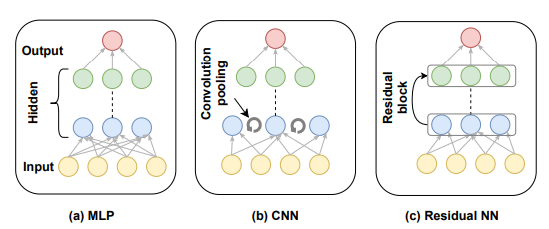 Output
Hidden
Input
(a) MLP
Convolution
pooling
(b) CNN
Residual
block
(c) Residual NN